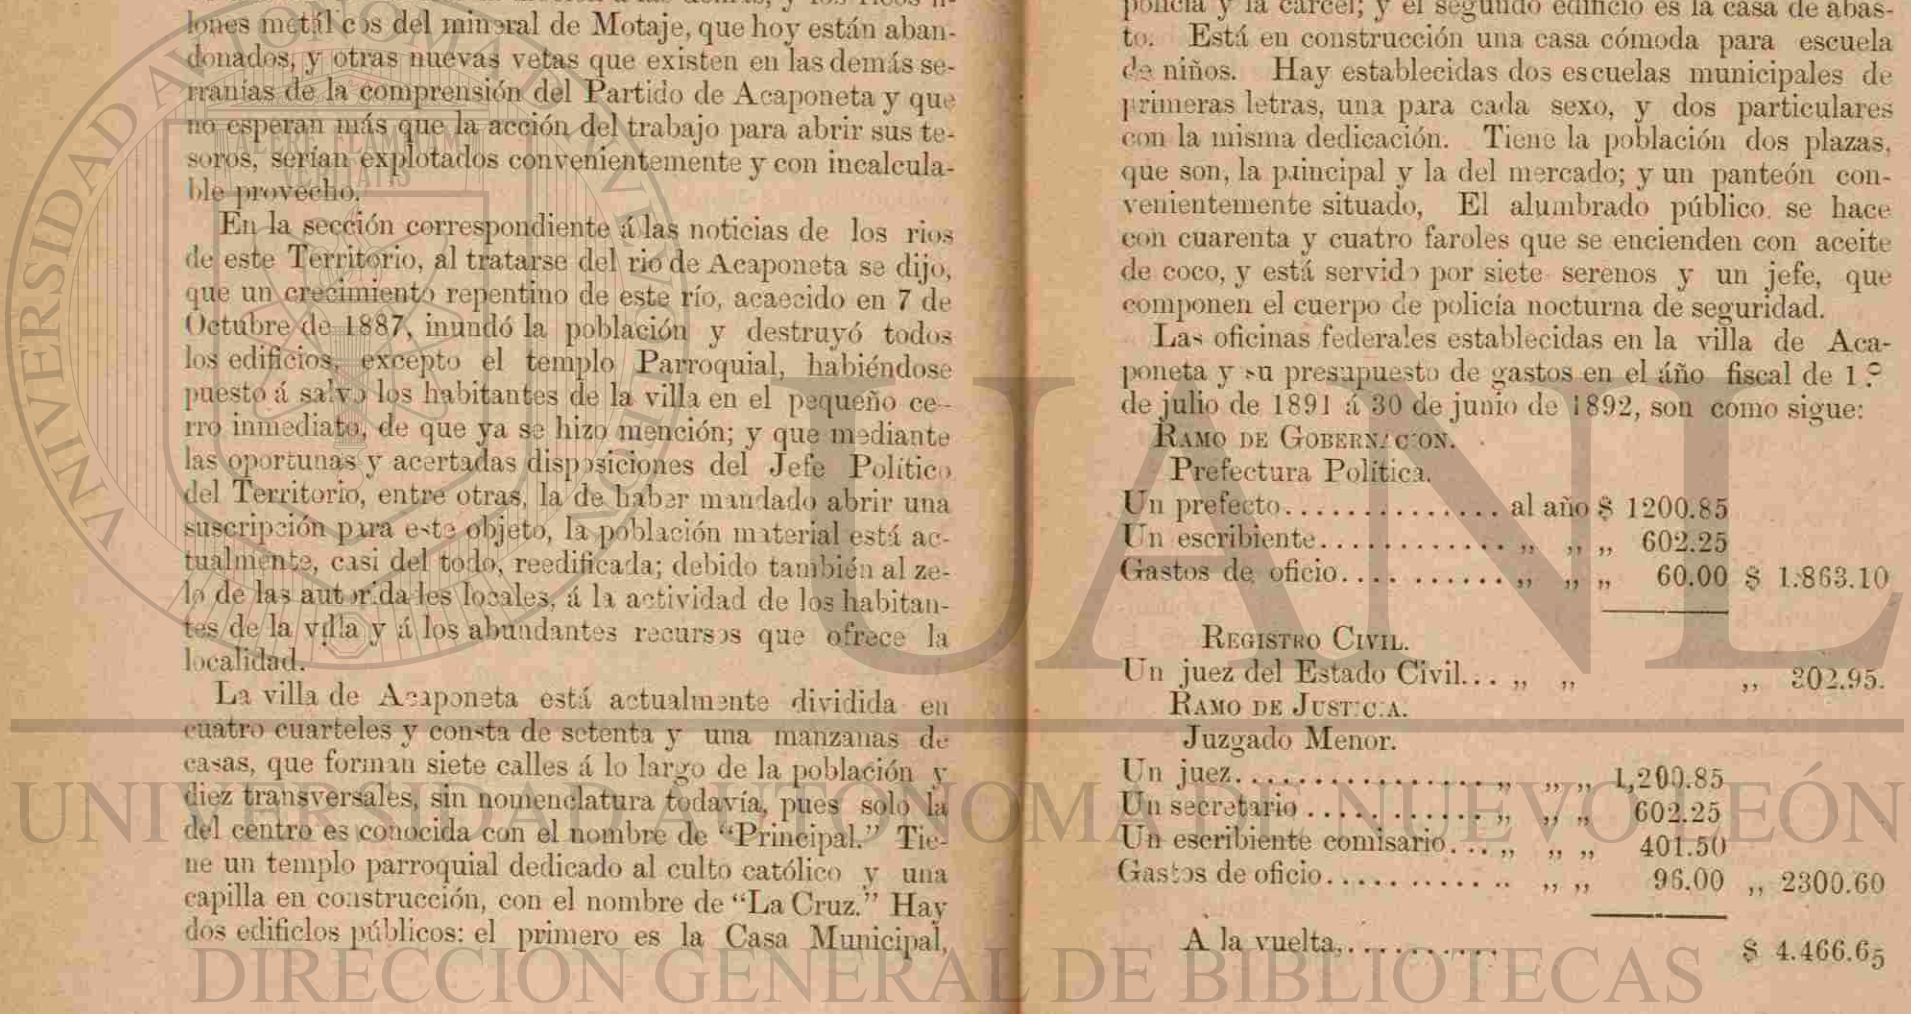 lones metálicos del mineral de Motaje, que hoy están aban-
donados, y otras nuevas vetas que existen en las demás se-
rranias de la comprensión del Partido de Acaponeta y que
no esperan más que la acción del trabajo para abrir sus te-
soros, serían explotados convenientemente y con incalcula-
ble provecho.
En la sección correspondiente á las noticias de los rios
de este Territorio, al tratarse del rio de Acaponeta se dijo,
que un crecimiento repentino de este río, acaecido en 7 de
Octubre de 1887, inundó la población y destruyó todos
los edificios, excepto el templo Parroquial, habiéndose
puesto á salvo los habitantes de la villa en el pequeño ce-
rro inmediato, de que ya se hizo mención; y que mediante
las oportunas y acertadas disposiciones del Jefe Político
del Territorio, entre otras, la de haber mandado abrir una
suscripción para este objeto, la población material está ac-
tualmente, casi del todo, reedificada; debido también al ze-
lo de las autoridades locales, á la actividad de los habitan-
tes de la villa y á los abundantes recursos que ofrece la
localidad.
La villa de Acaponeta está actualmente dividida en
cuatro cuarteles y consta de setenta y una manzanas de
casas, que forman siete calles á lo largo de la población y
diez transversales, sin nomenclatura todavía, pues solo la
del centro es conocida con el nombre de “Principal.” Tie-
ne un templo parroquial dedicado al culto católico y una
capilla en construcción, con el nombre de “La Cruz.” Hay
dos edificlos públicos: el primero es la Casa Municipal,
policía y la cárcel; y el segundo edificio es la casa de abas-
to. Está en construcción una casa cómoda para escuela
de niños. Hay establecidas dos escuelas municipales de
primeras letras, una para cada sexo, y dos particulares
con la misma dedicación. Tiene la población dos plazas,
que son, la principal y la del mercado; y un panteón con-
venientemente situado, El alumbrado público se hace
con cuarenta y cuatro faroles que se encienden con aceite
de coco, y está servido por siete serenos y un jefe, que
componen el cuerpo de policía nocturna de seguridad.
Las oficinas federales establecidas en la villa de Aca-
poneta y su presupuesto de gastos en el áño fiscal de 1.º
de julio de 1891 á 30 de junio de 1892, son como sigue:
RAMO DE GOBERNACION.
Prefectura Política.
Un prefecto.............. al año $ 1200.85
Un escribiente............ ,, ,, ,, 602.25
Gastos de oficio.... .......,, ,, ,, 60.00 $ 1.863.10
REGISTRO CIVIL.
Un juez del Estado Civil... ,, ,, ,, 302.95.
RAMO DE JUSTICIA.
Juzgado Menor.
Un juez................. ,, ,, ,, 1,200.85
Un secretario ............ ,, ,, ,, 602.25
Un escribiente comisario... ,, ,, ,, 401.50
Gastos de oficio............ ,, ,, 96.00 ,, 2300.60
A la vuelta,........... $ 4.466.65
UNIVERSIDAD AUTÓNOMA DE NUEVO LEÓN
ALERE FLAMMAM
VERITATIS
UANL
UNIVERSIDAD AUTÓNOMA DE NUEVO LEÓN
DIRECCIÓN GENERAL DE BIBLIOTECAS